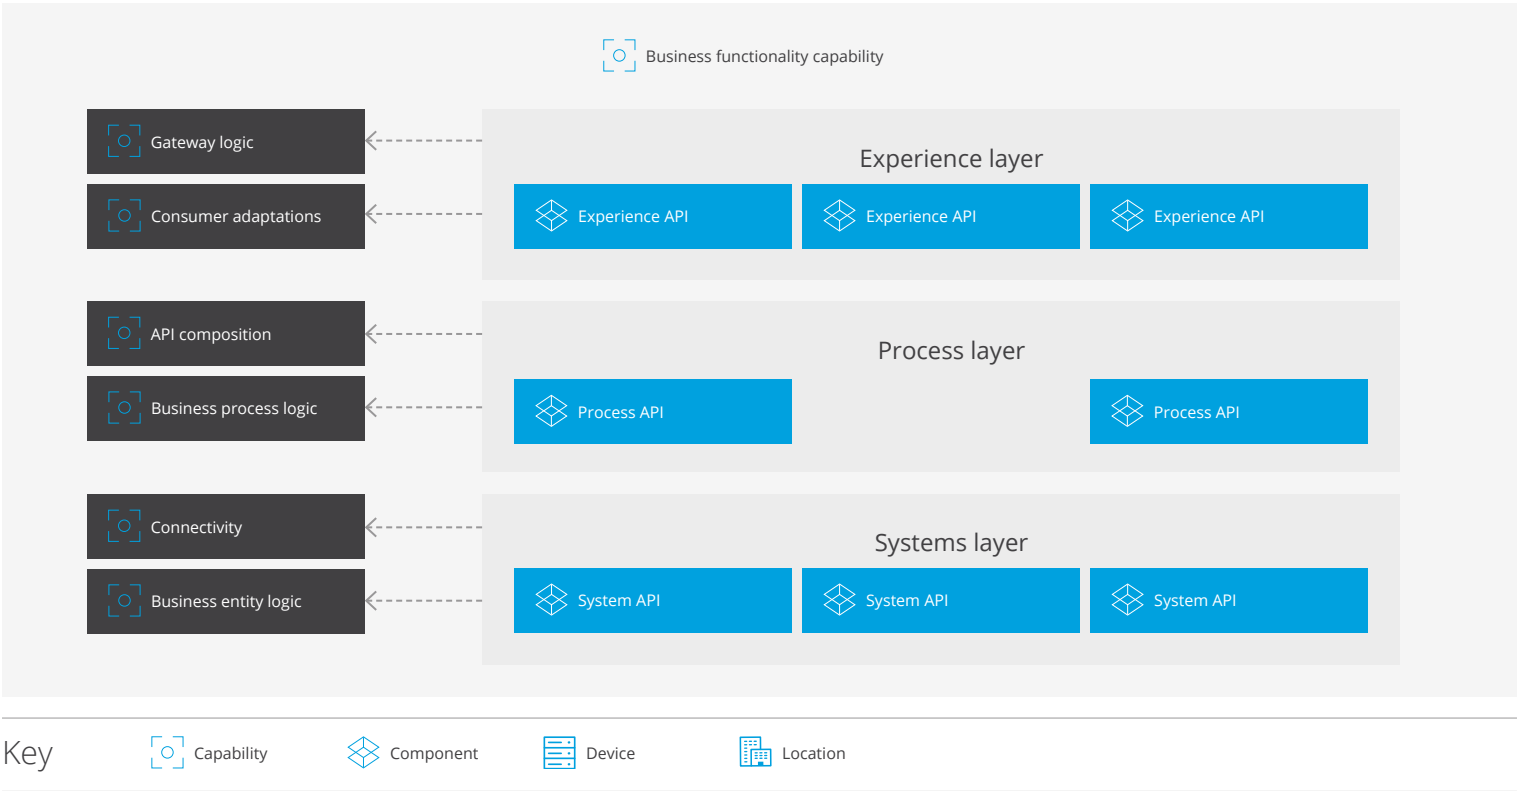 Business functionality capability
Gateway logic
Consumer adaptations
Experience layer
Experience API
Experience API
Experience API
API composition
Business process logic
Process layer
Process API
Process API
Connectivity
Business entity logic
Systems layer
System API
System API
System API
Key
Capability
Component
Device
Location